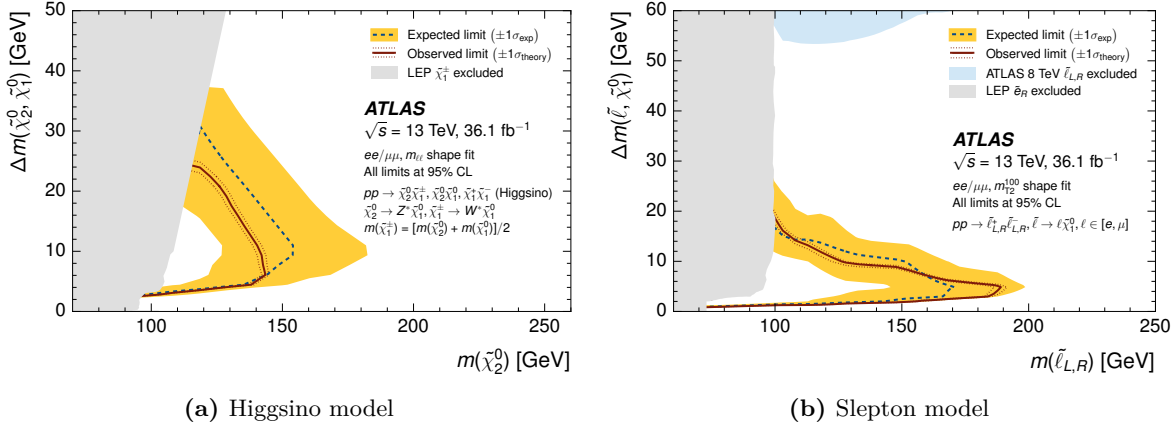 Δm(χ̃⁰₂, χ̃⁰₁) [GeV]
50
40
30
20
10
0
100
150
200
250
m(χ̃⁰₂) [GeV]
Expected limit (±1σ_exp)
Observed limit (±1σ_theory)
LEP χ̃±₁ excluded
ATLAS
√s = 13 TeV, 36.1 fb⁻¹
ee/μμ, m_ℓℓ shape fit
All limits at 95% CL
pp → χ̃⁰₂χ̃±₁, χ̃⁰₂χ̃⁰₁, χ̃⁺₁χ̃⁻₁ (Higgsino)
χ̃⁰₂ → Z*χ̃⁰₁, χ̃±₁ → W*χ̃⁰₁
m(χ̃±₁) = [m(χ̃⁰₂) + m(χ̃⁰₁)]/2
(a) Higgsino model
Δm(ℓ̃, χ̃⁰₁) [GeV]
60
50
40
30
20
10
0
100
150
200
250
m(ℓ̃_L,R) [GeV]
Expected limit (±1σ_exp)
Observed limit (±1σ_theory)
ATLAS 8 TeV ℓ̃_L,R excluded
LEP ẽ_R excluded
ATLAS
√s = 13 TeV, 36.1 fb⁻¹
ee/μμ, m¹⁰⁰_T2 shape fit
All limits at 95% CL
pp → ℓ̃⁺_L,R ℓ̃⁻_L,R, ℓ̃ → ℓχ̃⁰₁, ℓ ∈ [e, μ]
(b) Slepton model